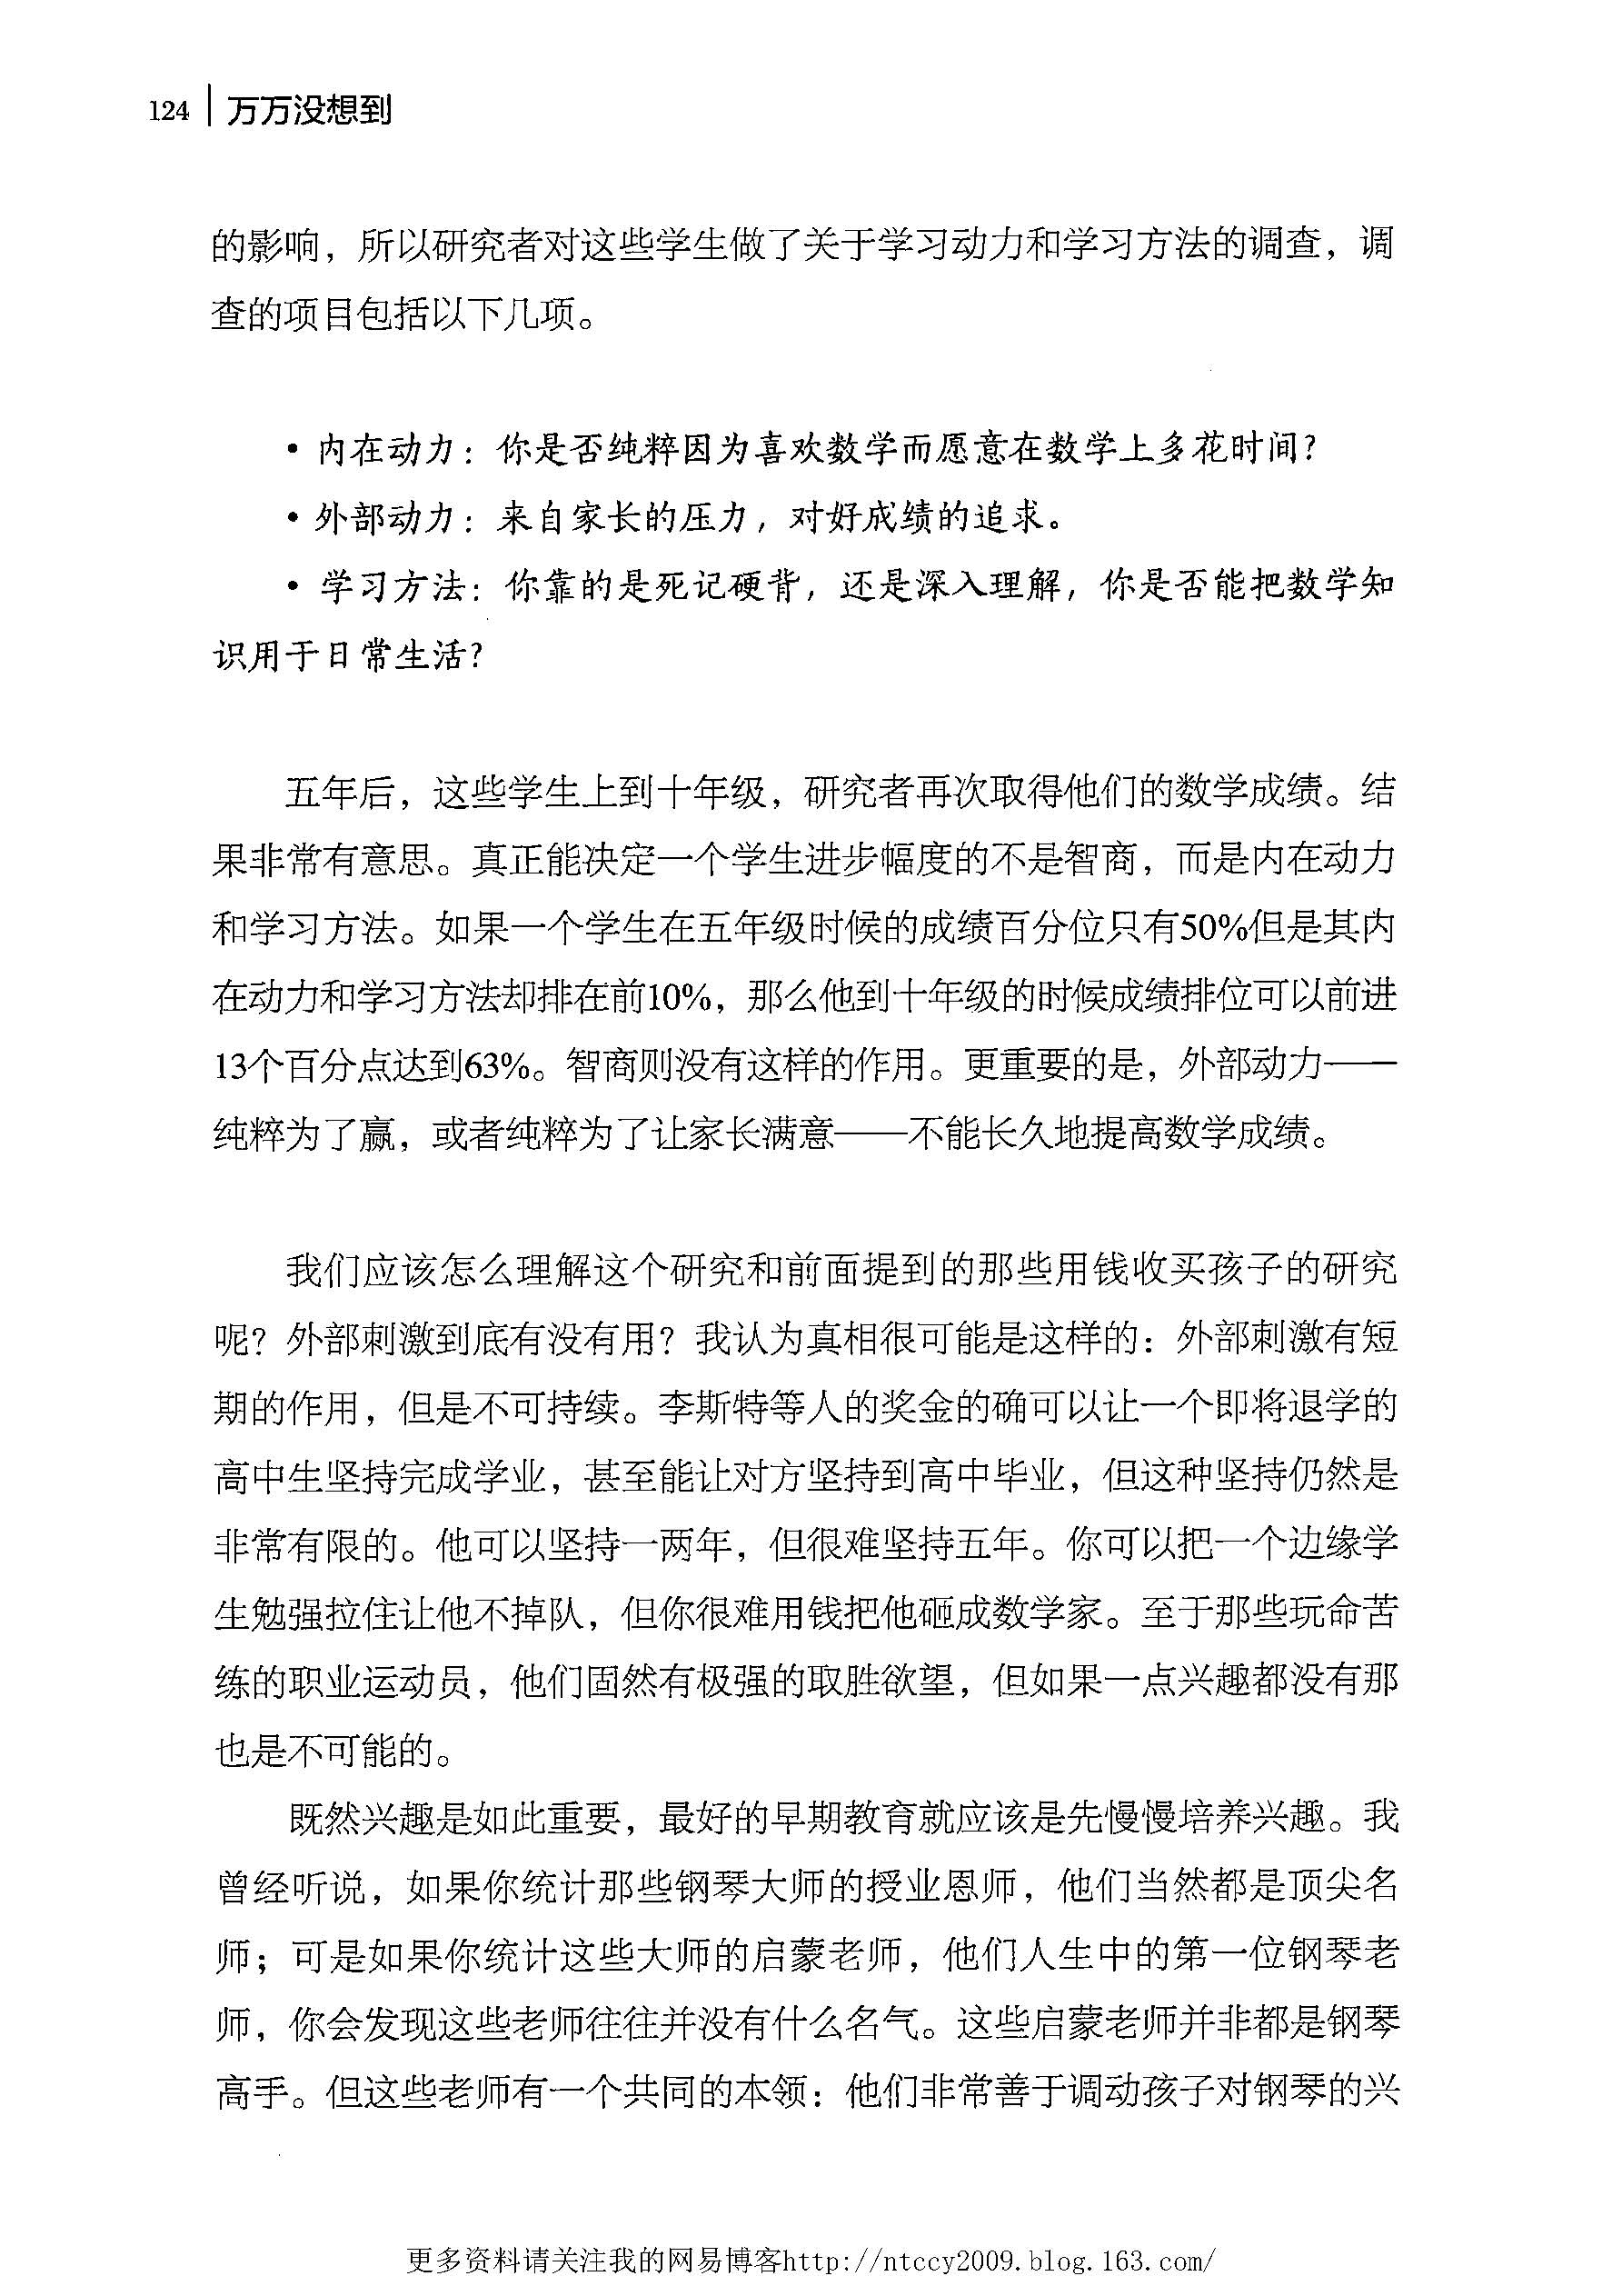 124 万万没想到
的影响，所以研究者对这些学生做了关于学习动力和学习方法的调查，调
查的项目包括以下几项。
• 内在动力：你是否纯粹因为喜欢数学而愿意在数学上多花时间？
• 外部动力：来自家长的压力，对好成绩的追求。
• 学习方法：你靠的是死记硬背，还是深入理解，你是否能把数学知
识用于日常生活？
五年后，这些学生上到十年级，研究者再次取得他们的数学成绩。结
果非常有意思。真正能决定一个学生进步幅度的不是智商，而是内在动力
和学习方法。如果一个学生在五年级时候的成绩百分位只有50%但是其内
在动力和学习方法却排在前10%，那么他到十年级的时候成绩排位可以前进
13个百分点达到63%。智商则没有这样的作用。更重要的是，外部动力——
纯粹为了赢，或者纯粹为了让家长满意——不能长久地提高数学成绩。
我们应该怎么理解这个研究和前面提到的那些用钱收买孩子的研究
呢？外部刺激到底有没有用？我认为真相很可能是这样的：外部刺激有短
期的作用，但是不可持续。李斯特等人的奖金的确可以让一个即将退学的
高中生坚持完成学业，甚至能让对方坚持到高中毕业，但这种坚持仍然是
非常有限的。他可以坚持一两年，但很难坚持五年。你可以把一个边缘学
生勉强拉住让他不掉队，但你很难用钱把他砸成数学家。至于那些玩命苦
练的职业运动员，他们固然有极强的取胜欲望，但如果一点兴趣都没有那
也是不可能的。
既然兴趣是如此重要，最好的早期教育就应该是先慢慢培养兴趣。我
曾经听说，如果你统计那些钢琴大师的授业恩师，他们当然都是顶尖名
师；可是如果你统计这些大师的启蒙老师，他们人生中的第一位钢琴老
师，你会发现这些老师往往并没有什么名气。这些启蒙老师并非都是钢琴
高手。但这些老师有一个共同的本领：他们非常善于调动孩子对钢琴的兴
更多资料请关注我的网易博客http://ntccy2009.blog.163.com/